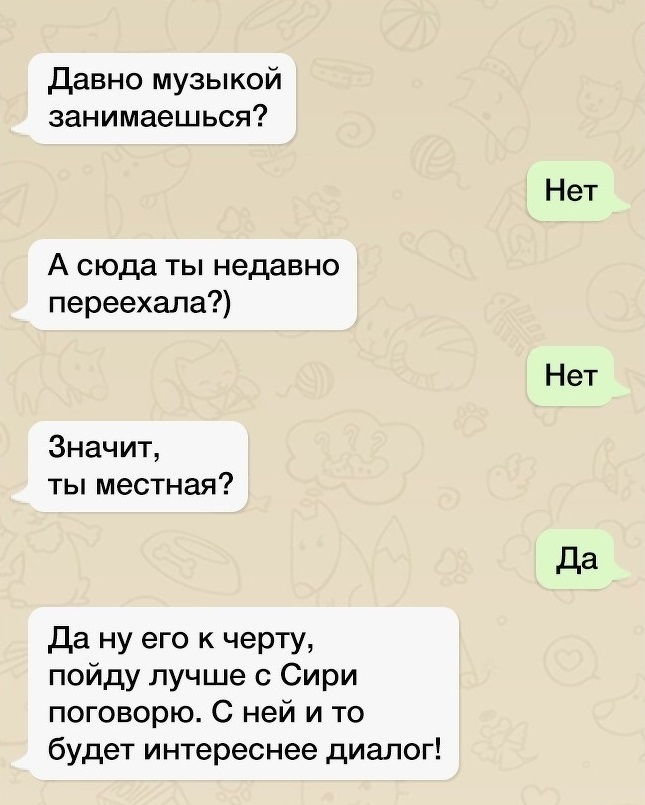 Давно музыкой
занимаешься?
Нет
А сюда ты недавно
переехала?)
Нет
Значит,
ты местная?
Да
Да ну его к черту,
пойду лучше с Сири
поговорю. С ней и то
будет интереснее диалог!